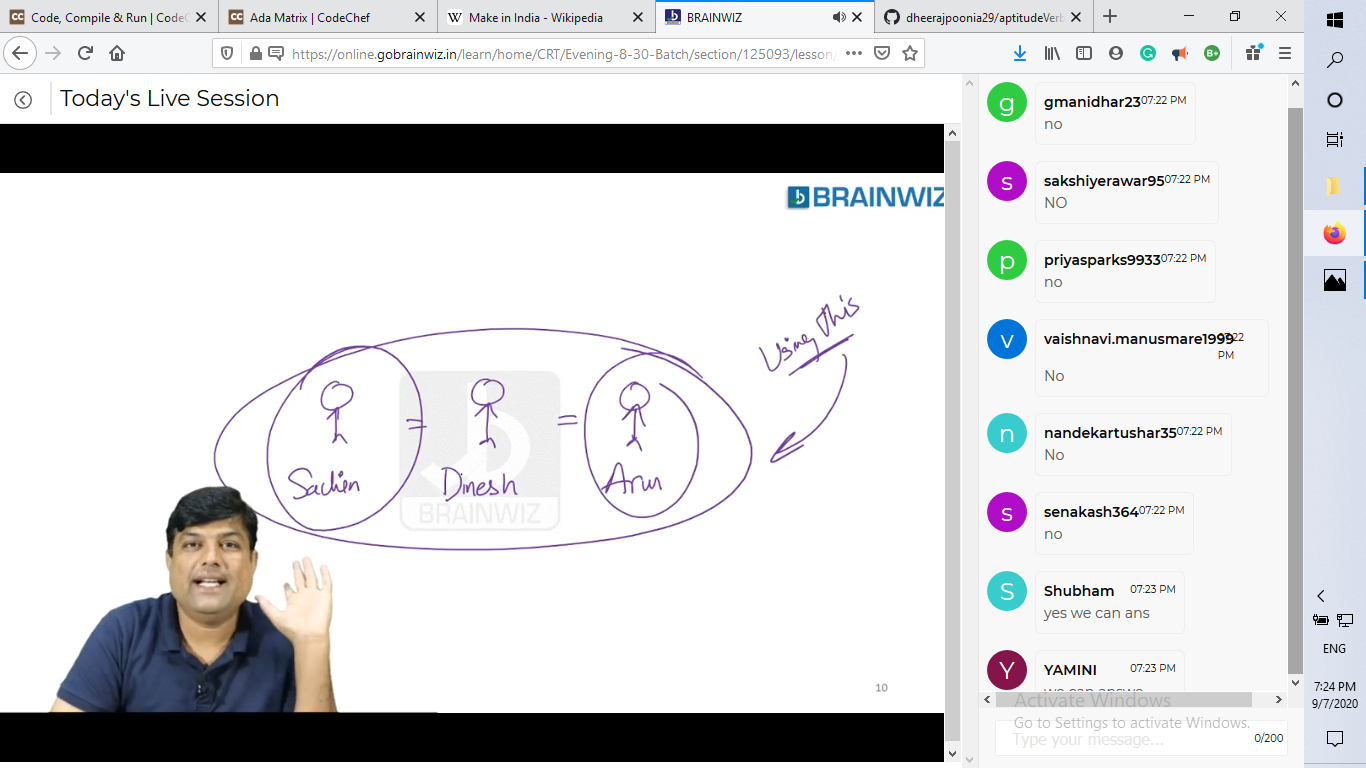 Code, Compile & Run | CodeC
Ada Matrix | CodeChef
Make in India - Wikipedia
BRAINWIZ
dheerajpoonia29/aptitudeVerb
https://online.gobrainwiz.in/learn/home/CRT/Evening-8-30-Batch/section/125093/lesson/
Today's Live Session
BRAINWIZ
Using this
Sachin
Dinesh
Arun
=
=
BRAINWIZ
10
g
gmanidhar23 07:22 PM
no
s
sakshiyerawar95 07:22 PM
NO
p
priyasparks9933 07:22 PM
no
v
vaishnavi.manusmare1999 07:22 PM
No
n
nandekartushar35 07:22 PM
No
s
senakash364 07:22 PM
no
S
Shubham 07:23 PM
yes we can ans
Y
YAMINI 07:23 PM
we can answe
Activate Windows
Go to Settings to activate Windows.
Type your message...
0/200
ENG
7:24 PM
9/7/2020